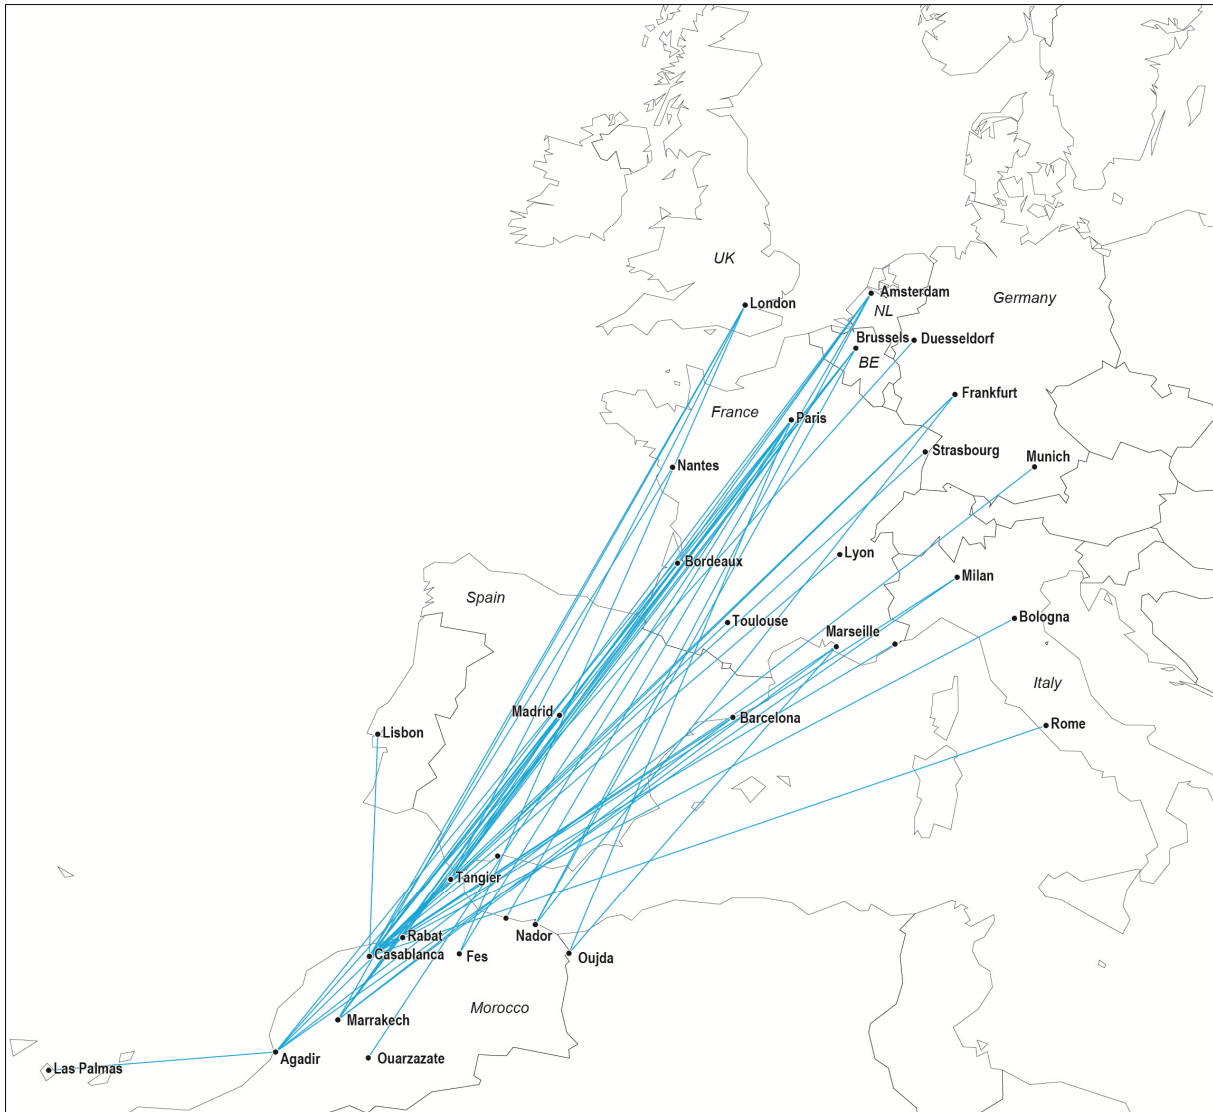 UK
Amsterdam
Germany
London
NL
Brussels
Duesseldorf
BE
Frankfurt
France
Paris
Strasbourg
Munich
Nantes
Lyon
Bordeaux
Milan
Spain
Bologna
Toulouse
Marseille
Italy
Madrid
Barcelona
Rome
Lisbon
Tangier
Rabat
Nador
Casablanca
Fes
Oujda
Morocco
Marrakech
Agadir
Ouarzazate
Las Palmas